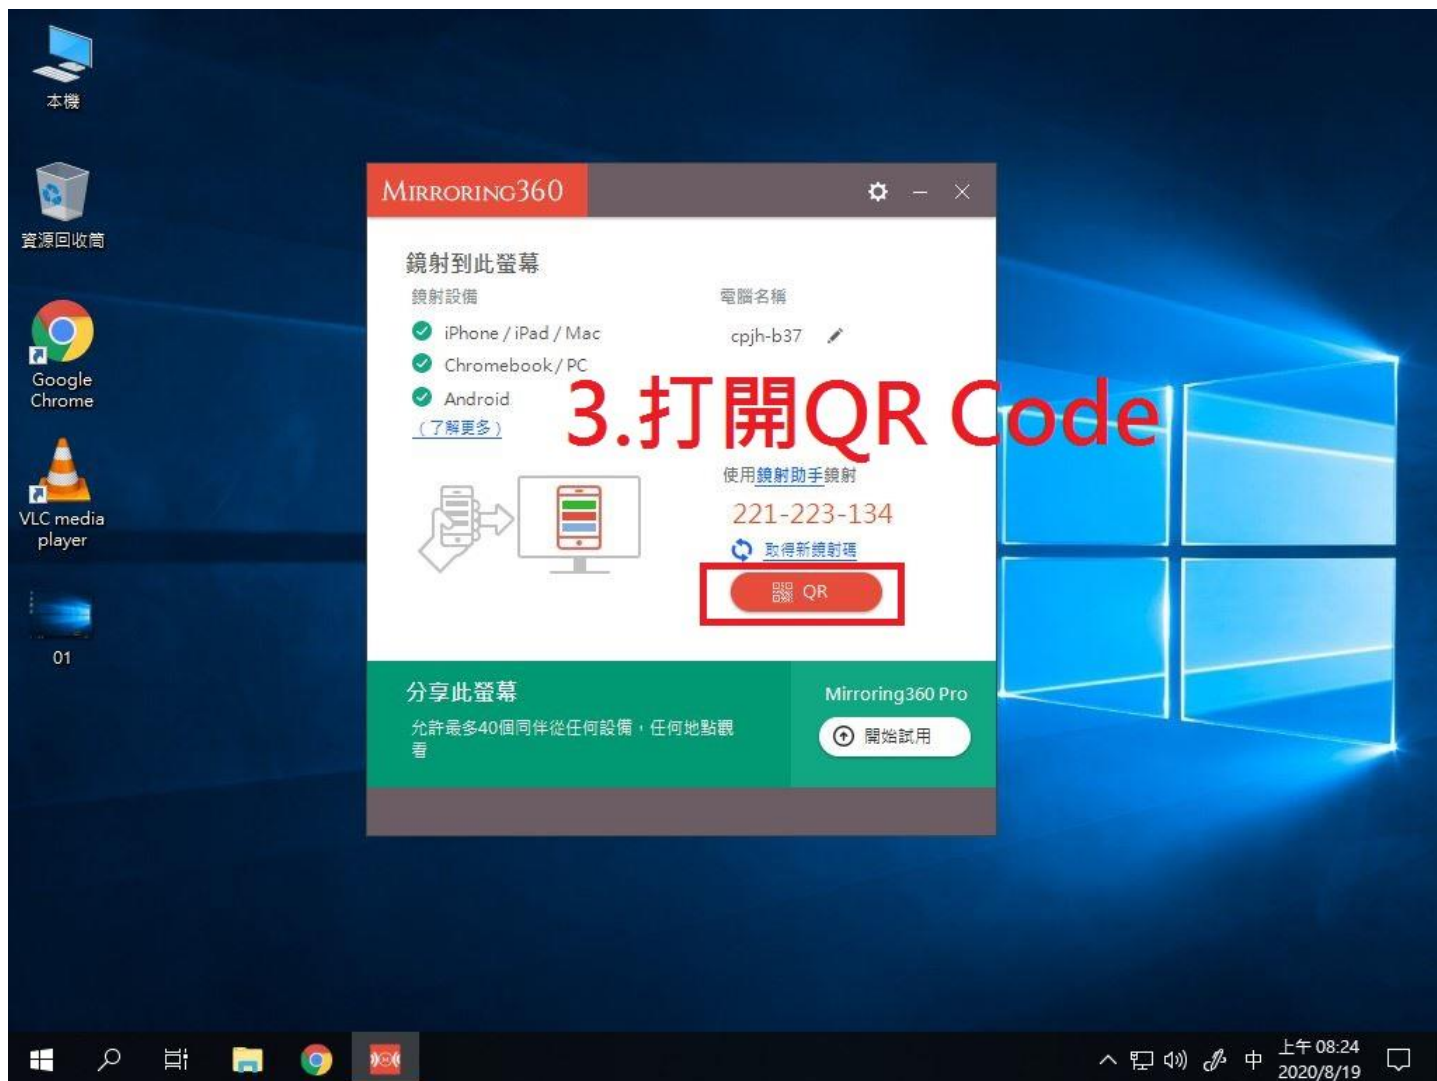 本機
資源回收筒
Google
Chrome
VLC media
player
01
MIRRORING360
鏡射到此螢幕
鏡射設備
電腦名稱
iPhone / iPad / Mac
cpjh-b37
Chromebook / PC
Android
(了解更多)
3.打開QR Code
使用鏡射助手鏡射
221-223-134
取得新鏡射碼
QR
分享此螢幕
Mirroring360 Pro
允許最多40個同伴從任何設備,任何地點觀
看
開始試用
中
上午 08:24
2020/8/19